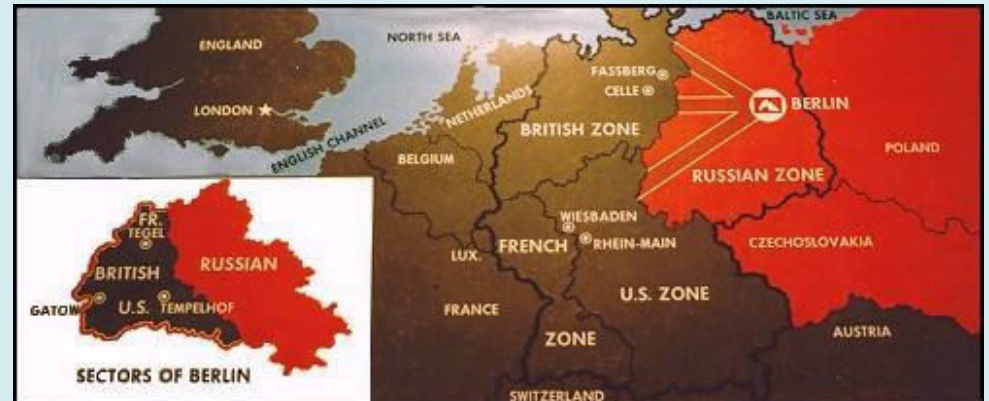 BALTIC SEA
NORTH SEA
ENGLAND
FASSBERG
CELLE
BERLIN
LONDON
NETHERLANDS
ENGLISH CHANNEL
BRITISH ZONE
BELGIUM
POLAND
RUSSIAN ZONE
WIESBADEN
FRENCH
RHEIN-MAIN
CZECHOSLOVAKIA
LUX.
U.S. ZONE
FRANCE
ZONE
AUSTRIA
SWITZERLAND
FR.
TEGEL
BRITISH
RUSSIAN
GATOW
U.S.
TEMPELHOF
SECTORS OF BERLIN